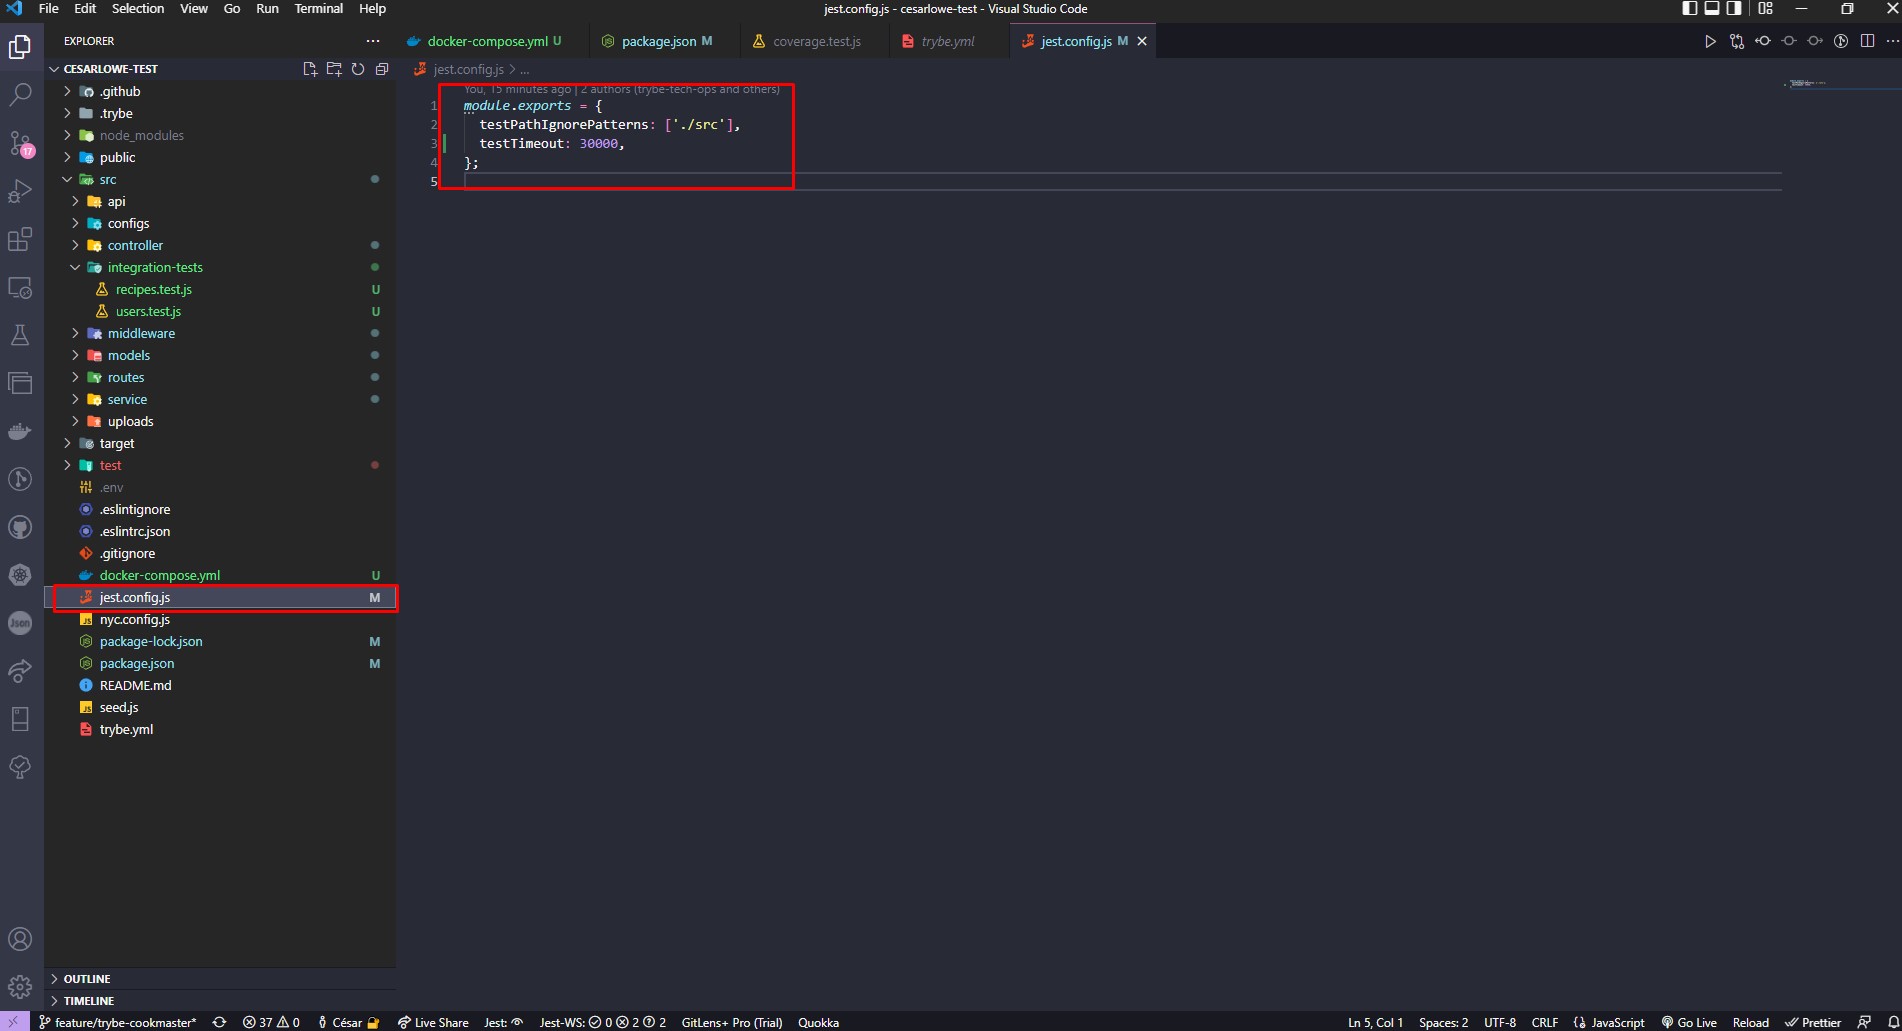 File Edit Selection View Go Run Terminal Help
jest.config.js - cesarlowe-test - Visual Studio Code
EXPLORER
docker-compose.yml U
package.json M
coverage.test.js
trybe.yml
jest.config.js M
CESARLOWE-TEST
.github
.trybe
node_modules
public
src
api
configs
controller
integration-tests
recipes.test.js U
users.test.js U
middleware
models
routes
service
uploads
target
test
.env
.eslintignore
.eslintrc.json
.gitignore
docker-compose.yml U
jest.config.js M
nyc.config.js
package-lock.json M
package.json M
README.md
seed.js
trybe.yml
17
Json
OUTLINE
TIMELINE
jest.config.js > ...
You, 15 minutes ago | 2 authors (trybe-tech-ops and others)
1 module.exports = {
2 testPathIgnorePatterns: ['./src'],
3 testTimeout: 30000,
4 };
5
feature/trybe-cookmaster* 37 0 César Live Share Jest: Jest-WS: 0 2 2 GitLens+ Pro (Trial) Quokka
Ln 5, Col 1 Spaces: 2 UTF-8 CRLF {} JavaScript Go Live Reload Prettier